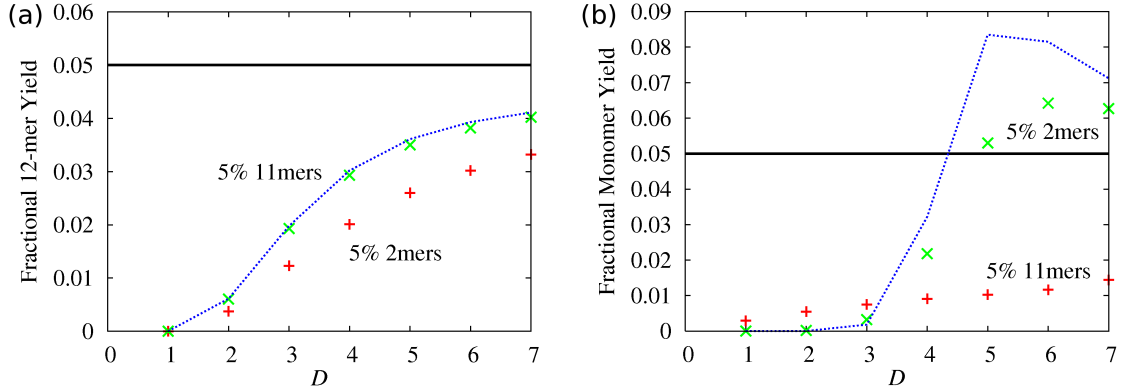 (a)
Fractional 12-mer Yield
0.06
0.05
0.04
0.03
0.02
0.01
0
5% 11mers
5% 2mers
0 1 2 3 4 5 6 7
D
(b)
Fractional Monomer Yield
0.09
0.08
0.07
0.06
0.05
0.04
0.03
0.02
0.01
0
5% 2mers
5% 11mers
0 1 2 3 4 5 6 7
D